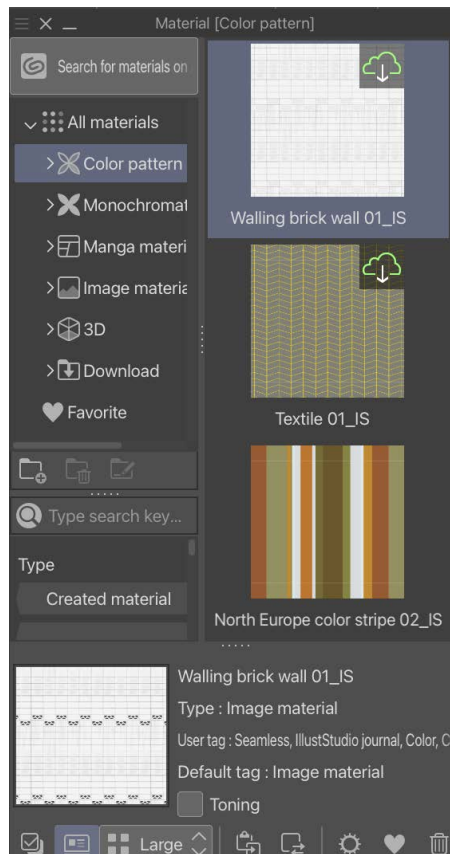 Material [Color pattern]
Search for materials on
All materials
Color pattern
Monochromat
Manga materi
Image materia
3D
Download
Favorite
Type search key...
Type
Created material
Walling brick wall 01_IS
Textile 01_IS
North Europe color stripe 02_IS
Walling brick wall 01_IS
Type : Image material
User tag : Seamless, IllustStudio journal, Color, C
Default tag : Image material
Toning
Large